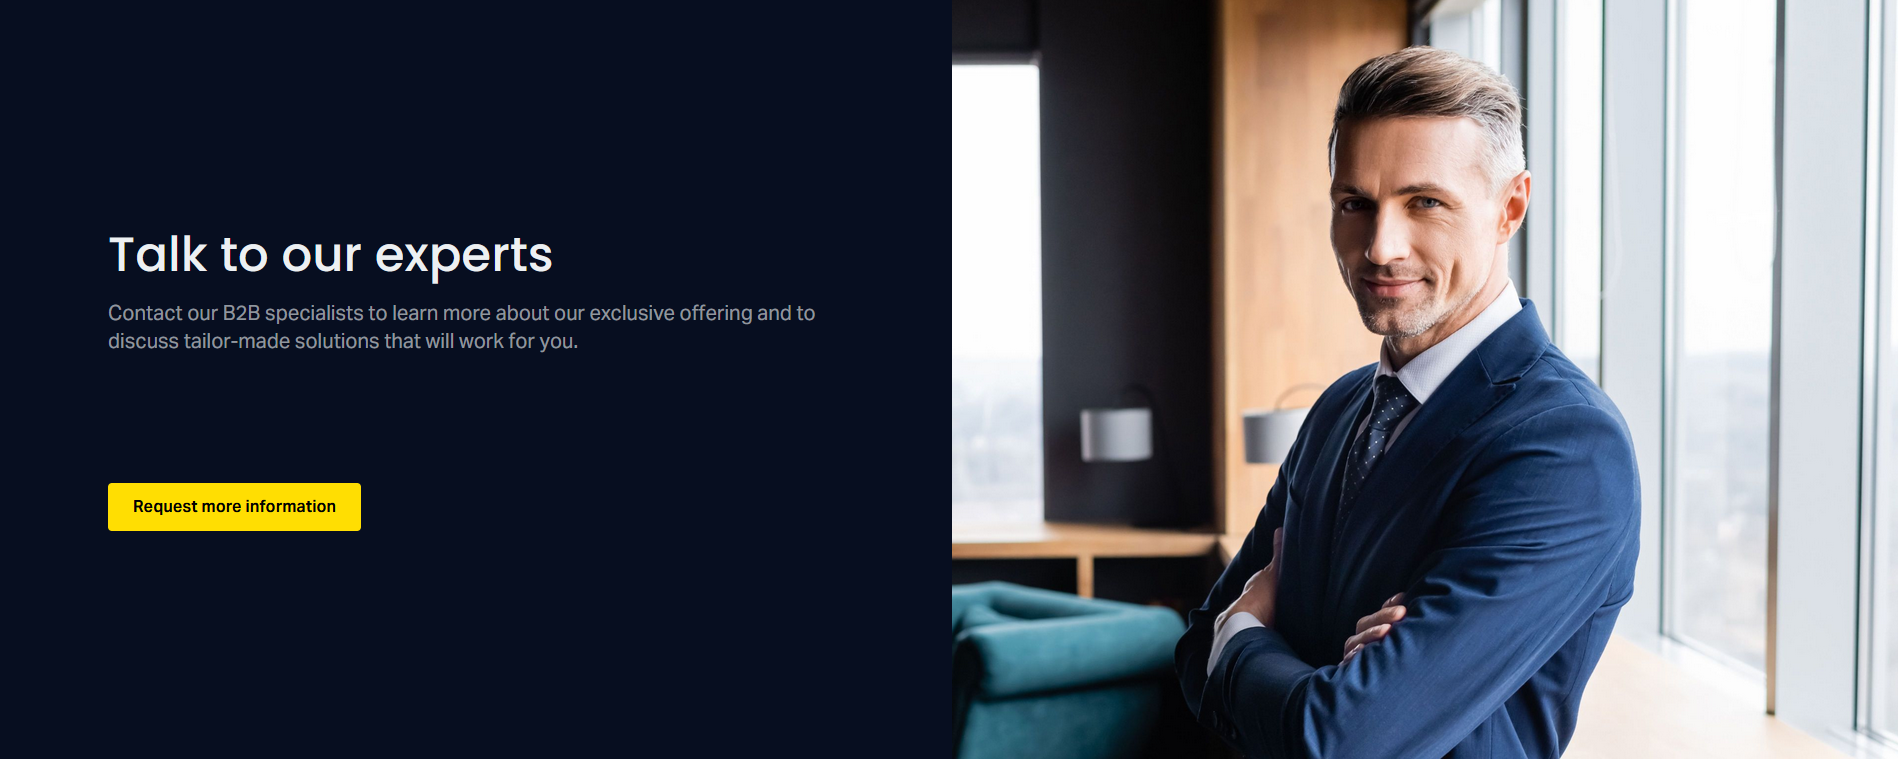 Talk to our experts
Contact our B2B specialists to learn more about our exclusive offering and to
discuss tailor-made solutions that will work for you.
Request more information